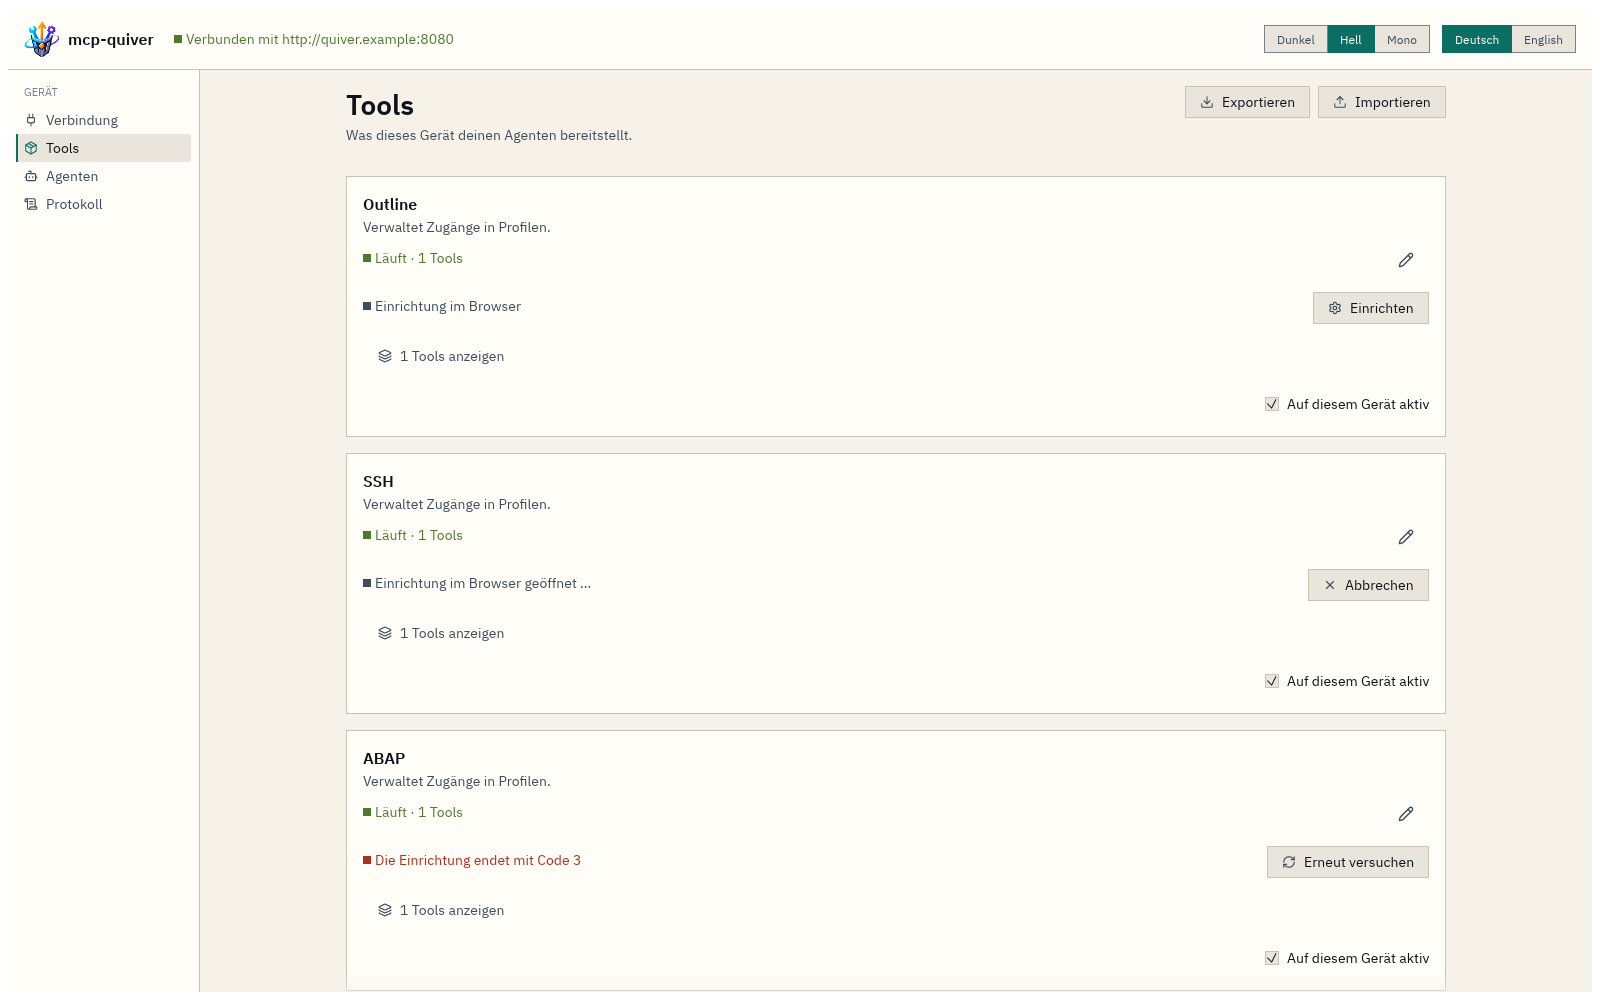 mcp-quiver
Verbunden mit http://quiver.example:8080
Dunkel
Hell
Mono
Deutsch
English
GERÄT
Verbindung
Tools
Agenten
Protokoll
Tools
Was dieses Gerät deinen Agenten bereitstellt.
Exportieren
Importieren
Outline
Verwaltet Zugänge in Profilen.
Läuft · 1 Tools
Einrichtung im Browser
Einrichten
1 Tools anzeigen
Auf diesem Gerät aktiv
SSH
Verwaltet Zugänge in Profilen.
Läuft · 1 Tools
Einrichtung im Browser geöffnet …
Abbrechen
1 Tools anzeigen
Auf diesem Gerät aktiv
ABAP
Verwaltet Zugänge in Profilen.
Läuft · 1 Tools
Die Einrichtung endet mit Code 3
Erneut versuchen
1 Tools anzeigen
Auf diesem Gerät aktiv